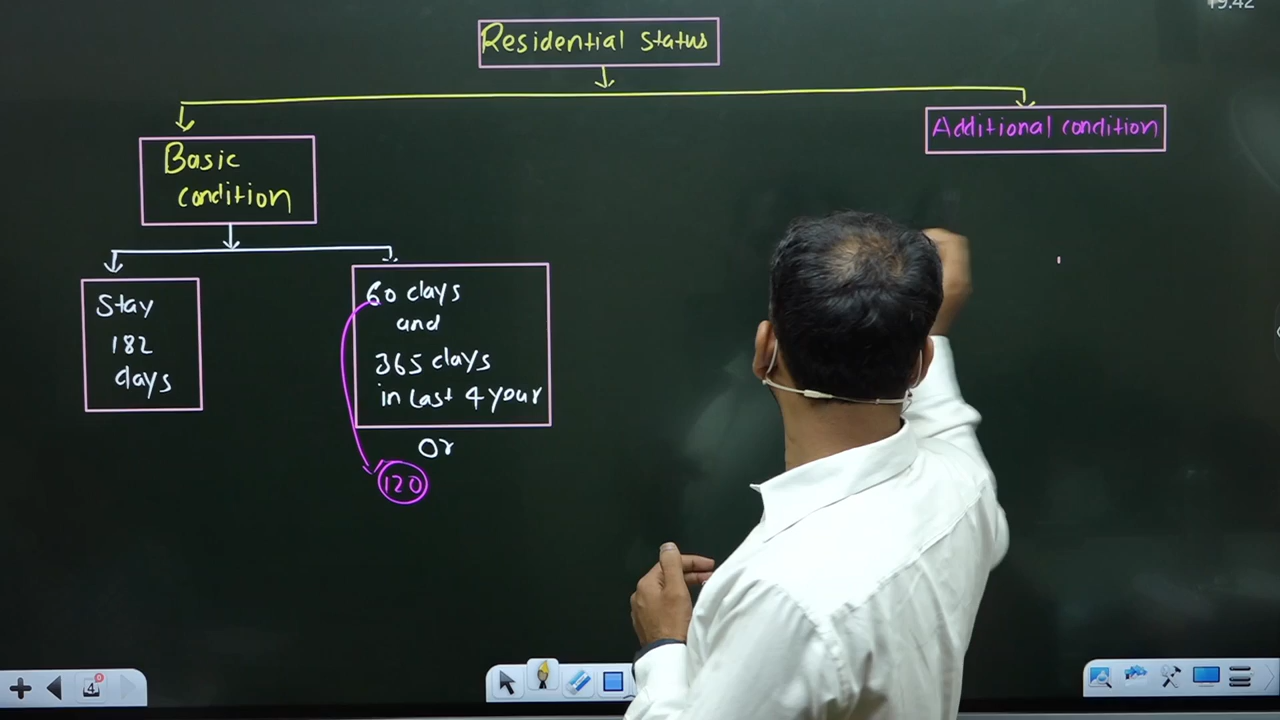 Residential status
Additional condition
Basic
condition
Stay
182
days
60 days
and
365 days
in last 4 year
Or
120
4